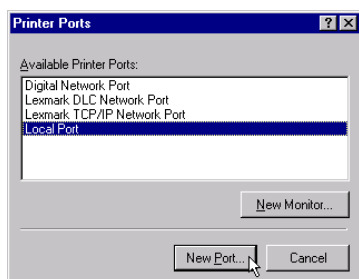 Printer Ports
Available Printer Ports:
Digital Network Port
Lexmark DLC Network Port
Lexmark TCP/IP Network Port
Local Port
New Monitor...
New Port...
Cancel